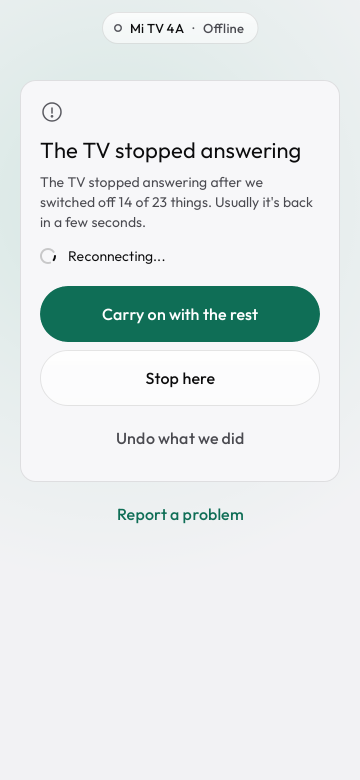 Mi TV 4A · Offline
The TV stopped answering
The TV stopped answering after we
switched off 14 of 23 things. Usually it's back
in a few seconds.
Reconnecting...
Carry on with the rest
Stop here
Undo what we did
Report a problem